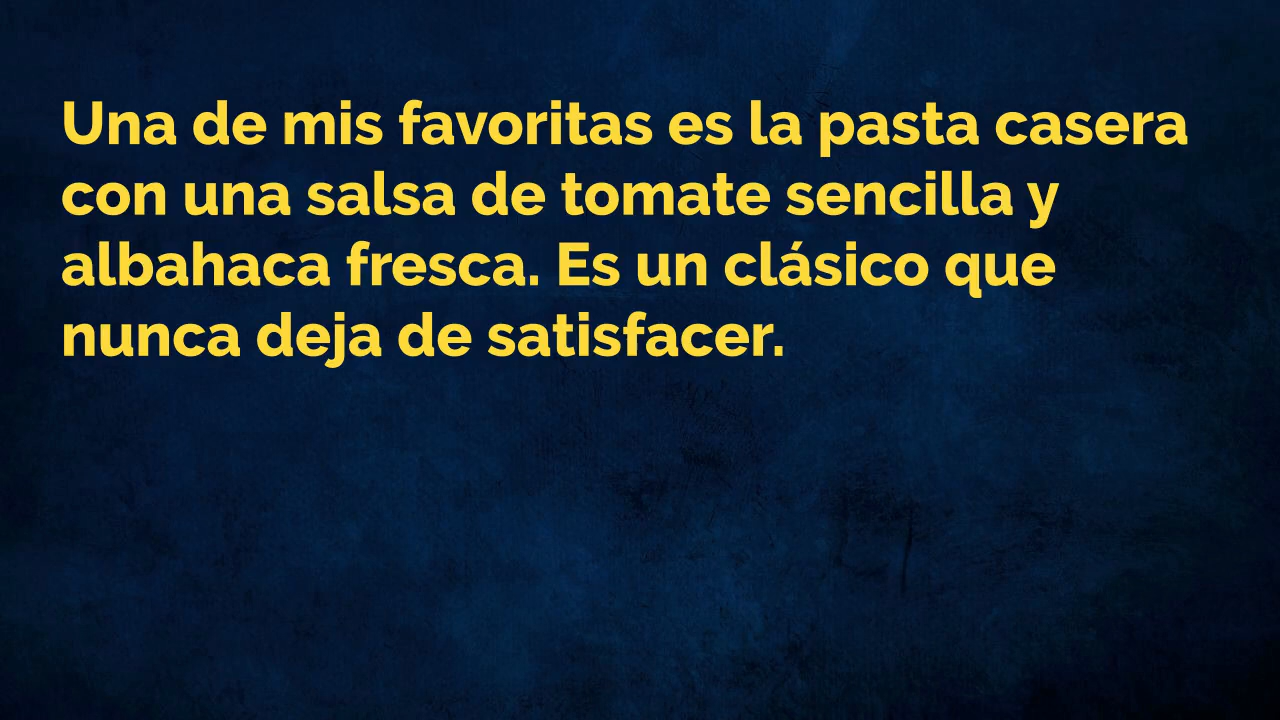 Una de mis favoritas es la pasta casera
con una salsa de tomate sencilla y
albahaca fresca. Es un clásico que
nunca deja de satisfacer.